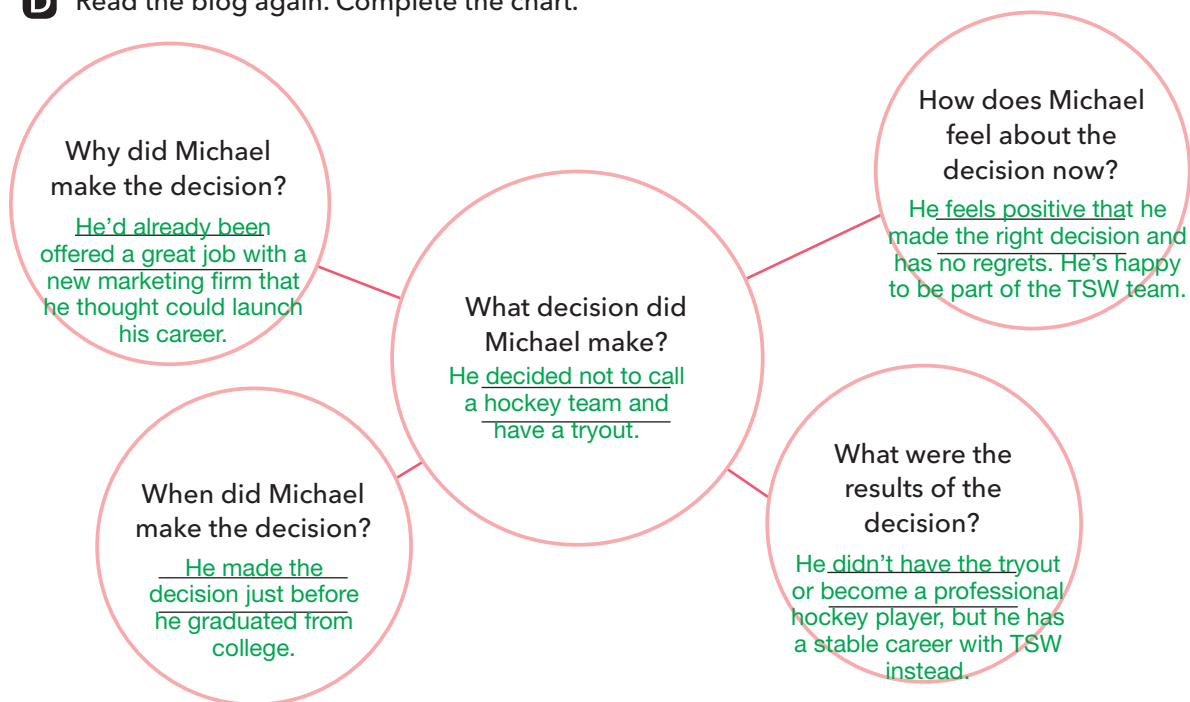 D Read the blog again. Complete the chart.
Why did Michael
make the decision?
He'd already been
offered a great job with a
new marketing firm that
he thought could launch
his career.
How does Michael
feel about the
decision now?
He feels positive that he
made the right decision and
has no regrets. He's happy
to be part of the TSW team.
What decision did
Michael make?
He decided not to call
a hockey team and
have a tryout.
When did Michael
make the decision?
He made the
decision just before
he graduated from
college.
What were the
results of the
decision?
He didn't have the tryout
or become a professional
hockey player, but he has
a stable career with TSW
instead.